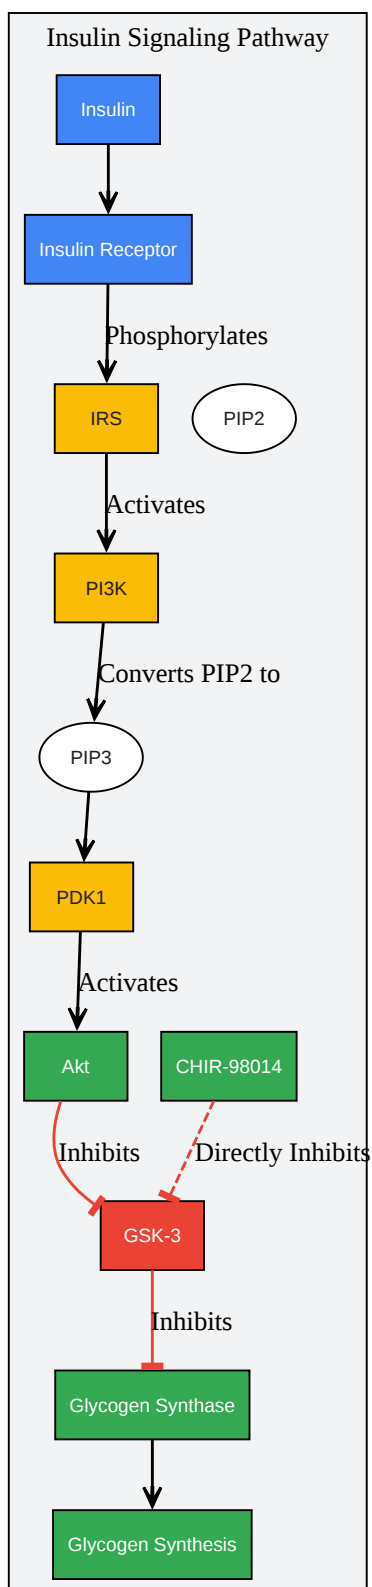 Insulin Signaling Pathway
Insulin
Insulin Receptor
Phosphorylates
IRS
PIP2
Activates
PI3K
Converts PIP2 to
PIP3
PDK1
Activates
Akt
CHIR-98014
Inhibits
Directly Inhibits
GSK-3
Inhibits
Glycogen Synthase
Glycogen Synthesis